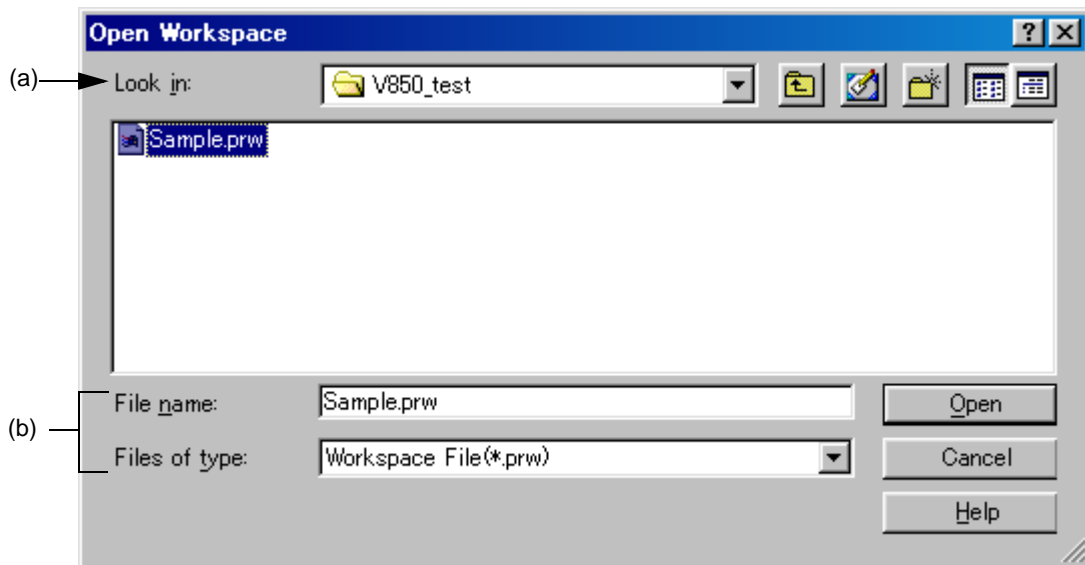 Open Workspace
(a) Look in: V850_test
Sample.prw
(b)
File name: Sample.prw Open
Files of type: Workspace File(*.prw) Cancel
Help